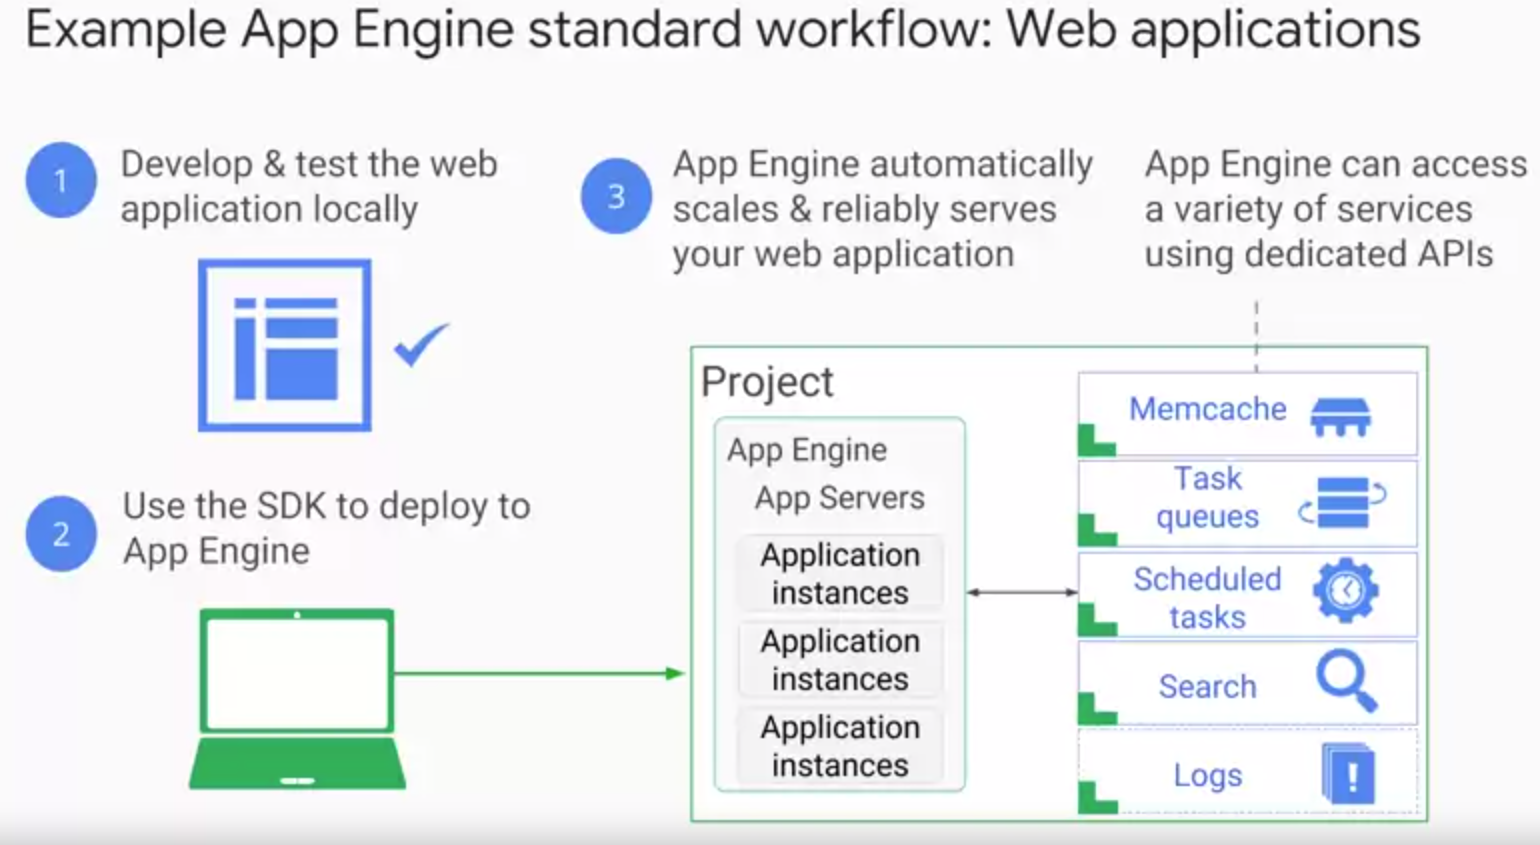 Example App Engine standard workflow: Web applications
1
Develop & test the web
application locally
2
Use the SDK to deploy to
App Engine
3
App Engine automatically
scales & reliably serves
your web application
App Engine can access
a variety of services
using dedicated APIs
Project
App Engine
App Servers
Application
instances
Application
instances
Application
instances
Memcache
Task
queues
Scheduled
tasks
Search
Logs
!